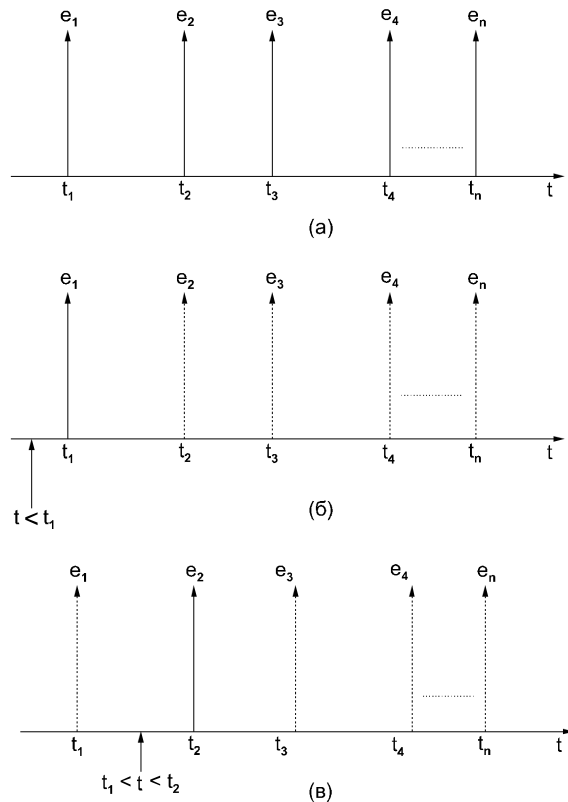 e₁ e₂ e₃ e₄ eₙ
t₁ t₂ t₃ t₄ tₙ t
(а)
e₁ e₂ e₃ e₄ eₙ
t₁ t₂ t₃ t₄ tₙ t
t < t₁
(б)
e₁ e₂ e₃ e₄ eₙ
t₁ t₂ t₃ t₄ tₙ t
t₁ < t < t₂
(в)